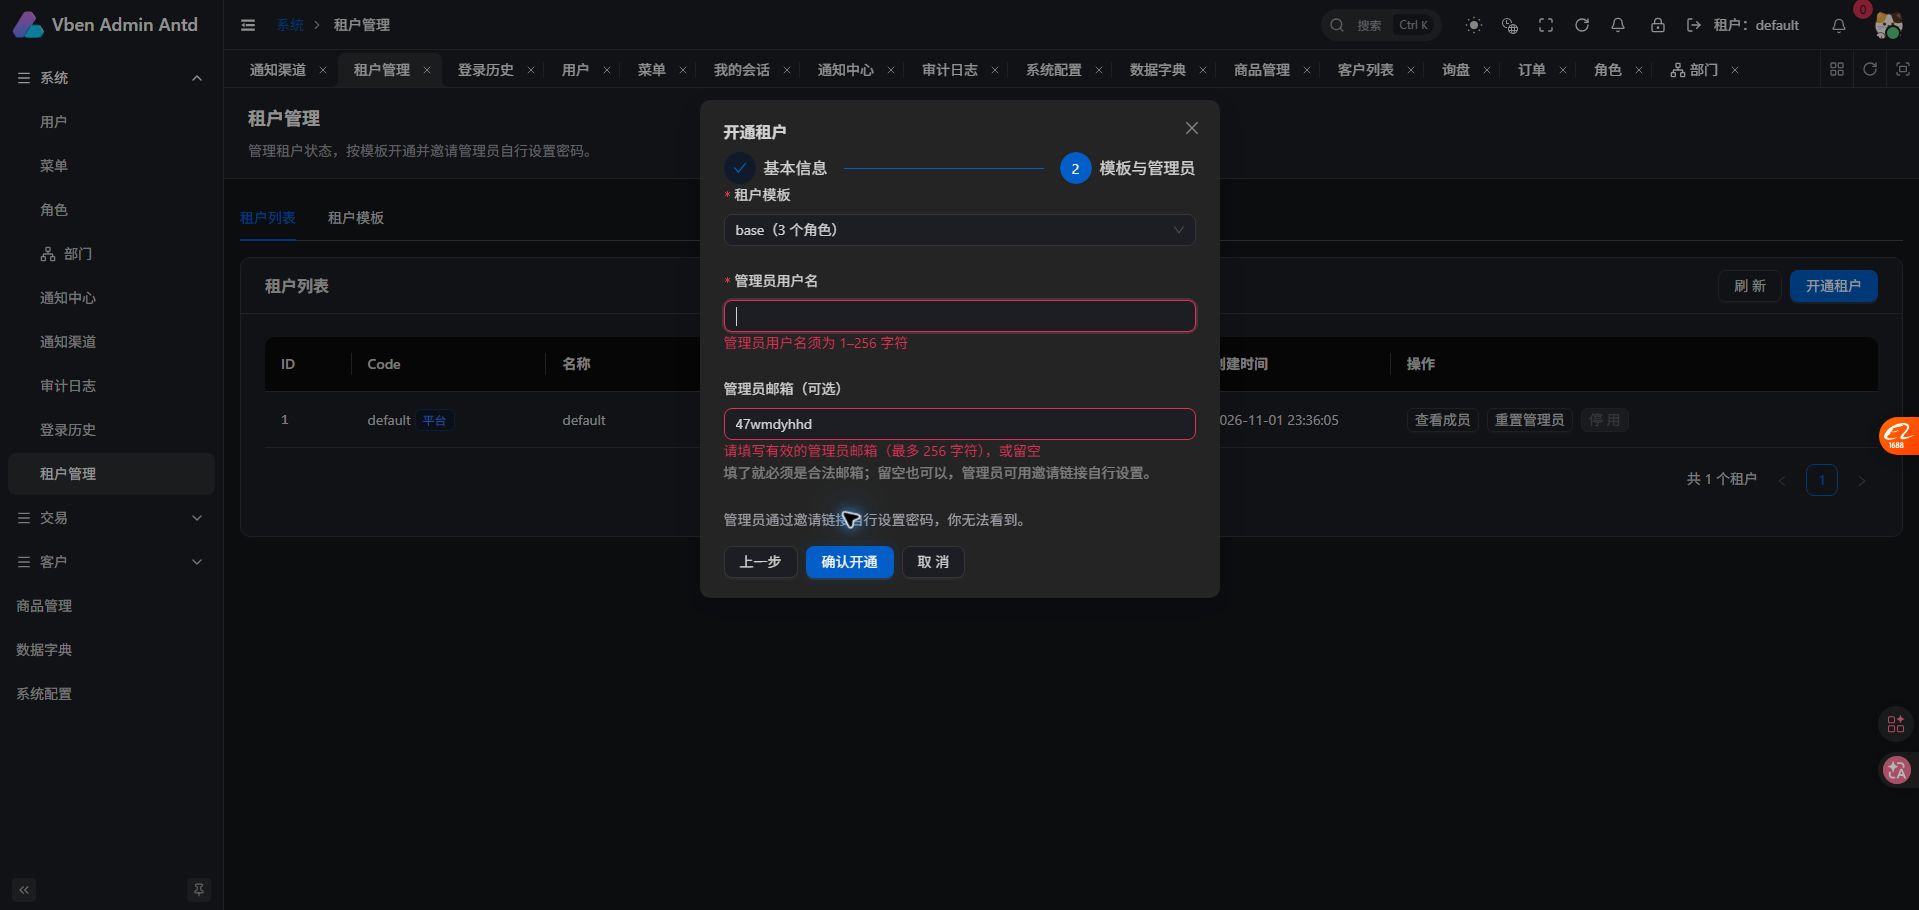 Vben Admin Antd
系统 > 租户管理
搜索 Ctrl K
租户：default
0
通知渠道 × 租户管理 × 登录历史 × 用户 × 菜单 × 我的会话 × 通知中心 × 审计日志 × 系统配置 × 数据字典 × 商品管理 × 客户列表 × 询盘 × 订单 × 角色 × 部门 ×
系统
用户
菜单
角色
部门
通知中心
通知渠道
审计日志
登录历史
租户管理
交易
客户
商品管理
数据字典
系统配置
租户管理
管理租户状态，按模板开通并邀请管理员自行设置密码。
租户列表 租户模板
租户列表
刷 新 开通租户
ID Code 名称 创建时间 操作
1 default 平台 default 026-11-01 23:36:05 查看成员 重置管理员 停 用
共 1 个租户 < 1 >
开通租户
基本信息 2 模板与管理员
* 租户模板
base（3 个角色）
* 管理员用户名
管理员用户名须为 1–256 字符
管理员邮箱（可选）
47wmdyhhd
请填写有效的管理员邮箱（最多 256 字符），或留空
填了就必须是合法邮箱；留空也可以，管理员可用邀请链接自行设置。
管理员通过邀请链接自行设置密码，你无法看到。
上一步 确认开通 取 消
1688